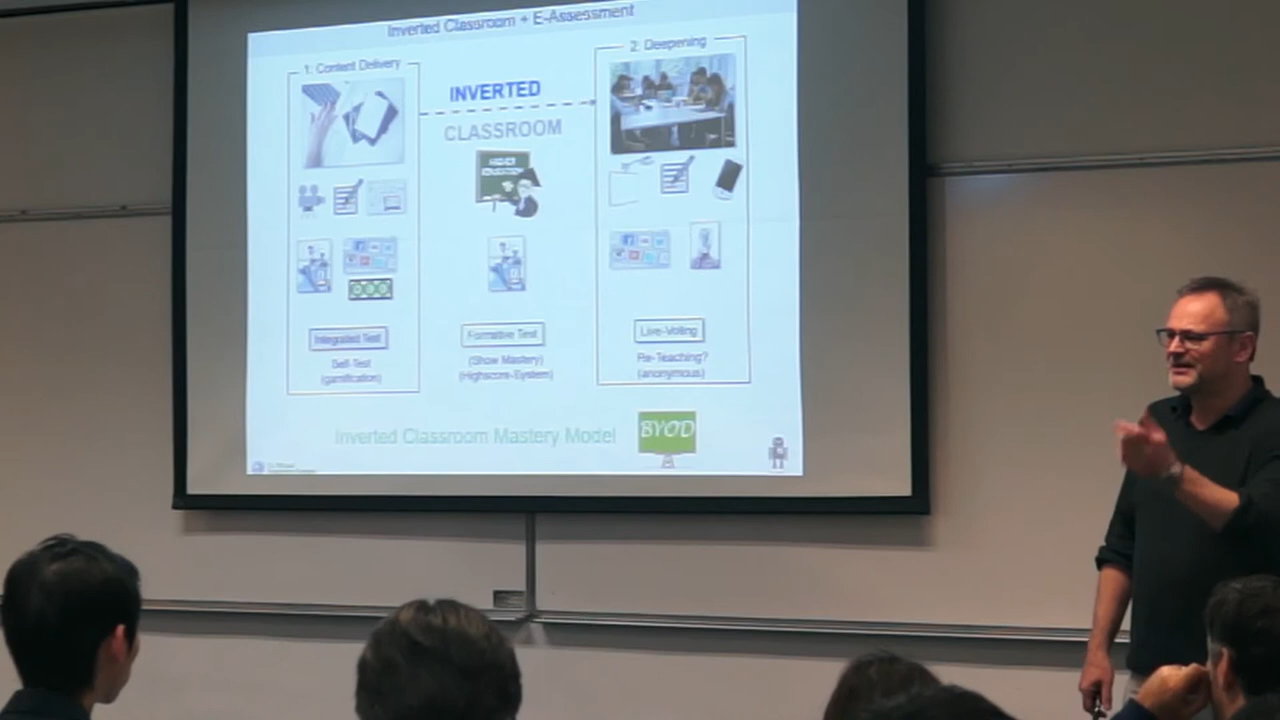 Inverted Classroom + E-Assessment
1: Content Delivery
INVERTED
CLASSROOM
2: Deepening
Integrated Test
Self-Test
(gamification)
Formative Test
(Show Mastery)
(Highscore-System)
Live-Voting
Re-Teaching?
(anonymous)
Inverted Classroom Mastery Model
BYOD